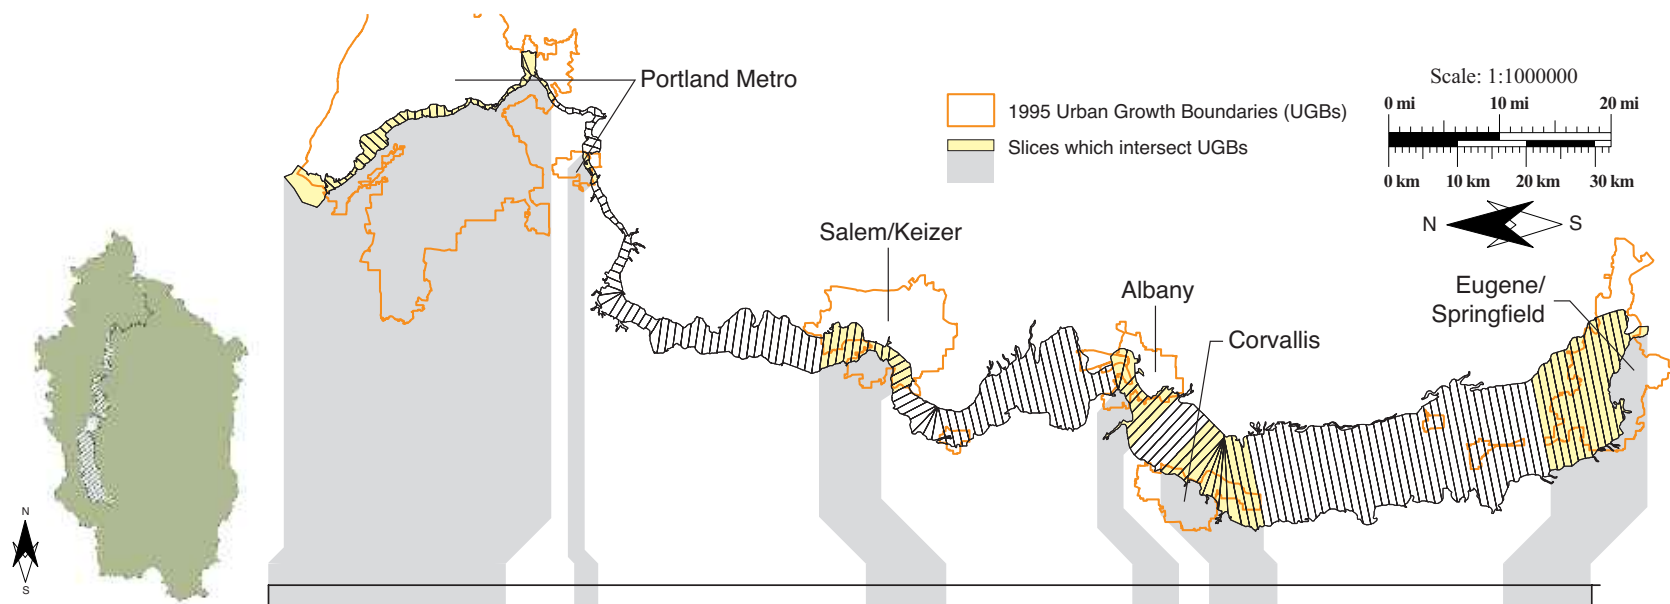 Portland Metro
1995 Urban Growth Boundaries (UGBs)
Slices which intersect UGBs
Scale: 1:1000000
0 mi 10 mi 20 mi
0 km 10 km 20 km 30 km
N S
Salem/Keizer
Albany
Corvallis
Eugene/
Springfield
N
S